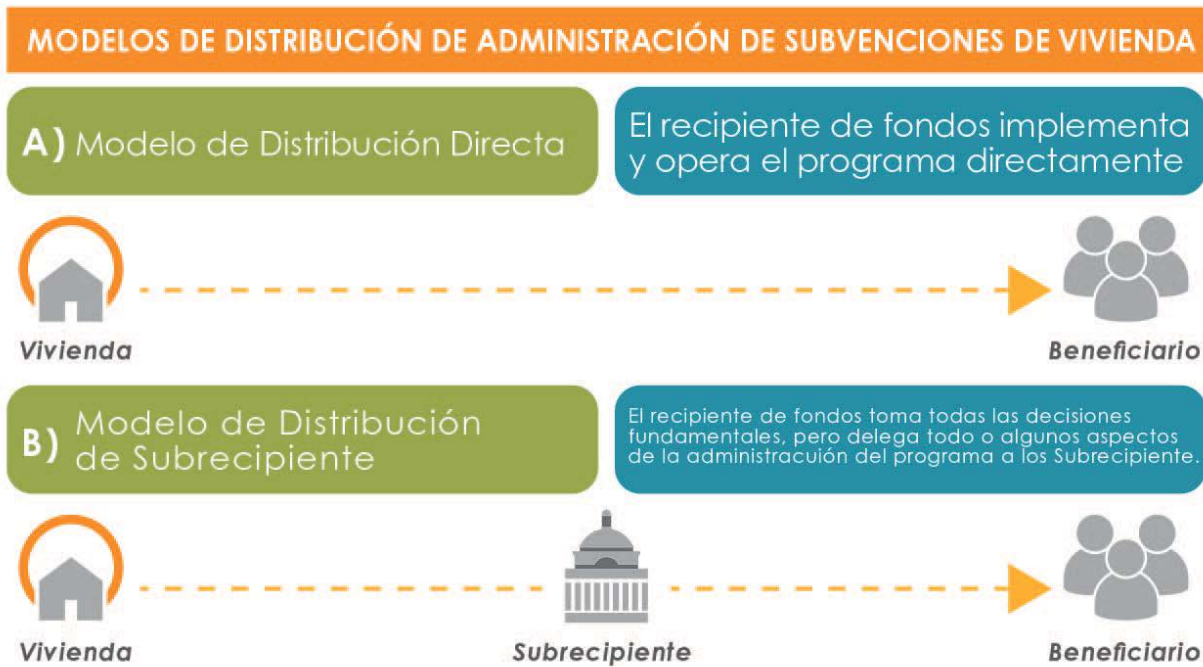 MODELOS DE DISTRIBUCIÓN DE ADMINISTRACIÓN DE SUBVENCIONES DE VIVIENDA
A) Modelo de Distribución Directa
El recipiente de fondos implementa
y opera el programa directamente
Vivienda
Beneficiario
B) Modelo de Distribución
de Subrecipiente
El recipiente de fondos toma todas las decisiones
fundamentales, pero delega todo o algunos aspectos
de la administracuión del programa a los Subrecipiente.
Vivienda
Subrecipiente
Beneficiario